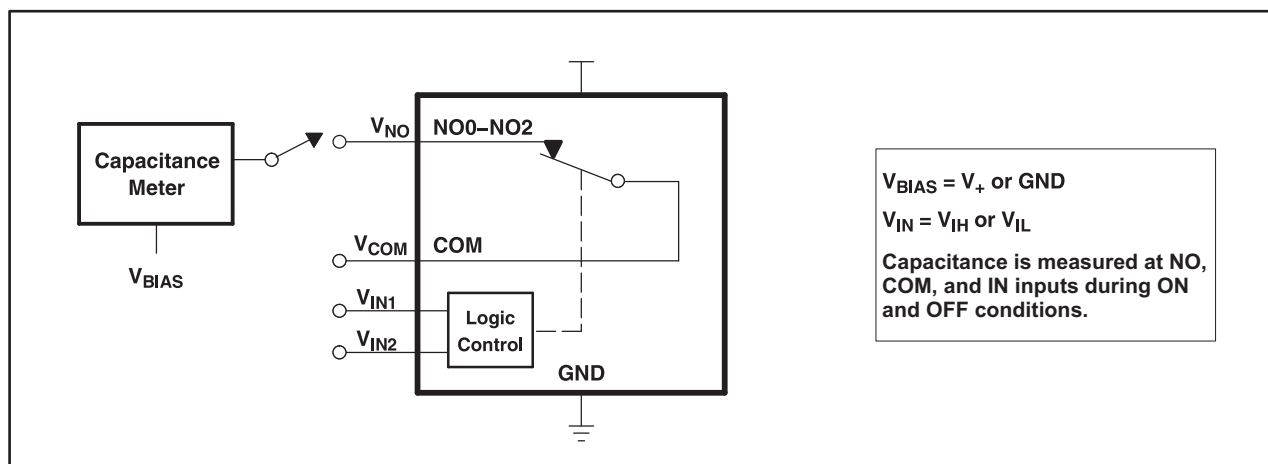 V_NO NO0–NO2
Capacitance
Meter
V_BIAS
V_COM COM
V_IN1
V_IN2
Logic
Control
GND
V_BIAS = V_+ or GND
V_IN = V_IH or V_IL
Capacitance is measured at NO,
COM, and IN inputs during ON
and OFF conditions.